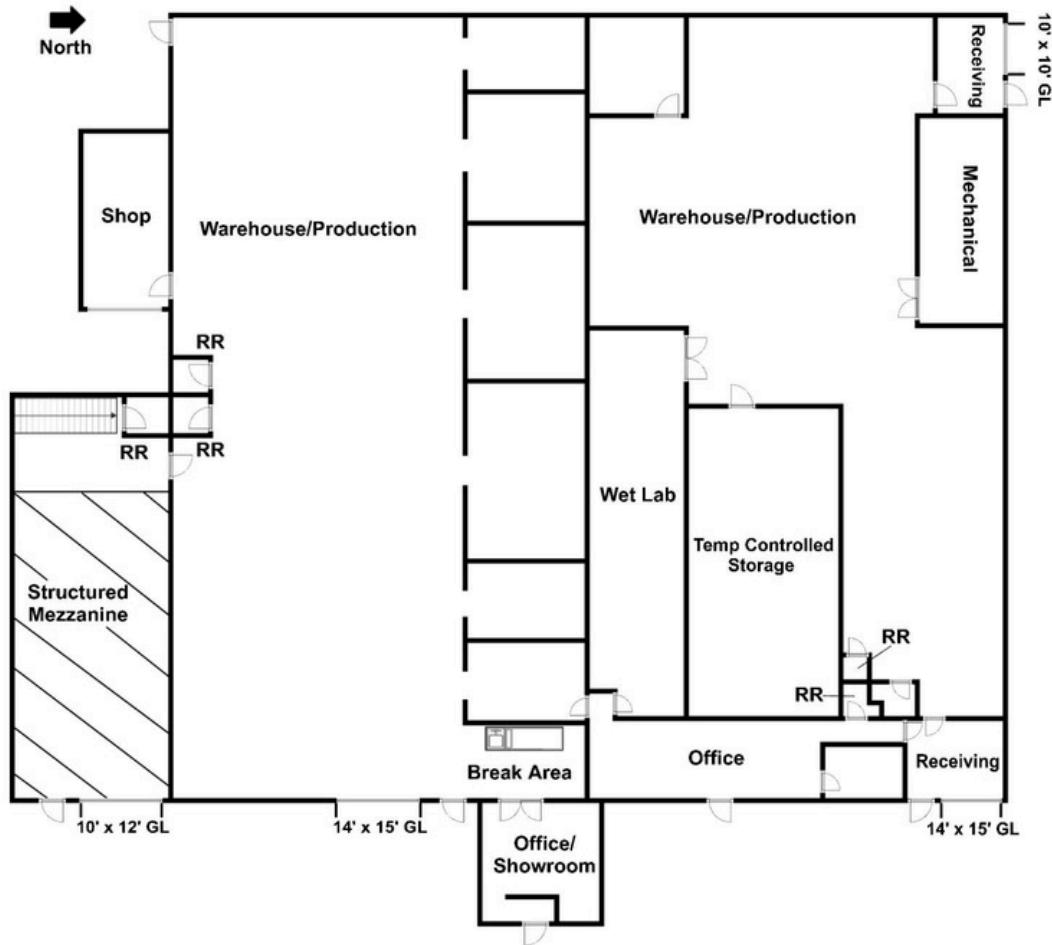 North
Receiving
10' x 10' GL
Shop
Warehouse/Production
Warehouse/Production
Mechanical
RR
RR
RR
Wet Lab
Temp Controlled
Storage
Structured
Mezzanine
RR
RR
Break Area
Office
Receiving
10' x 12' GL
14' x 15' GL
14' x 15' GL
Office/
Showroom